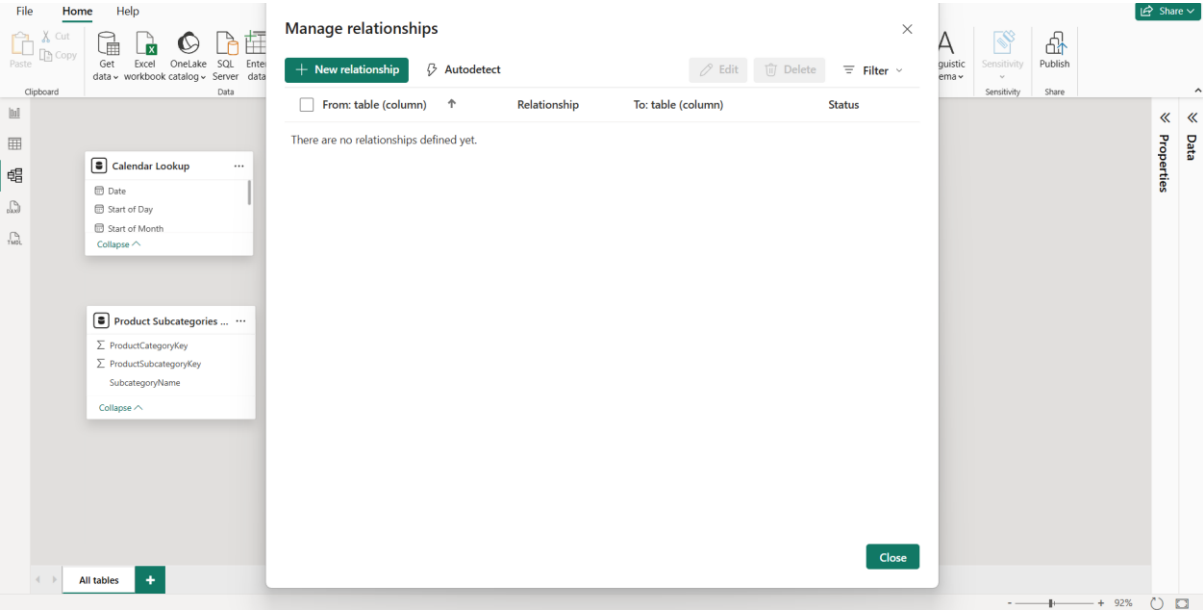 File Home Help
Share
Paste
Cut
Copy
Clipboard
Get data
Excel workbook
OneLake catalog
SQL Server
Enter data
Data
Sensitivity
Publish
Sensitivity
Share
Manage relationships
New relationship
Autodetect
Edit
Delete
Filter
From: table (column) Relationship To: table (column) Status
There are no relationships defined yet.
Close
Calendar Lookup ...
Date
Start of Day
Start of Month
Collapse
Product Subcategories ... ...
ProductCategoryKey
ProductSubcategoryKey
SubcategoryName
Collapse
Properties
Data
TMDL
All tables
92%